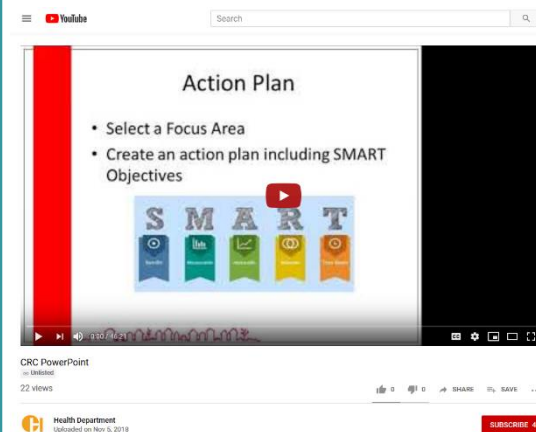 YouTube
Search
Action Plan
• Select a Focus Area
• Create an action plan including SMART
Objectives
S M A R T
CRC PowerPoint
Unlisted
22 views
0 0 SHARE SAVE
Health Department
Uploaded on Nov 5, 2018
SUBSCRIBE 4